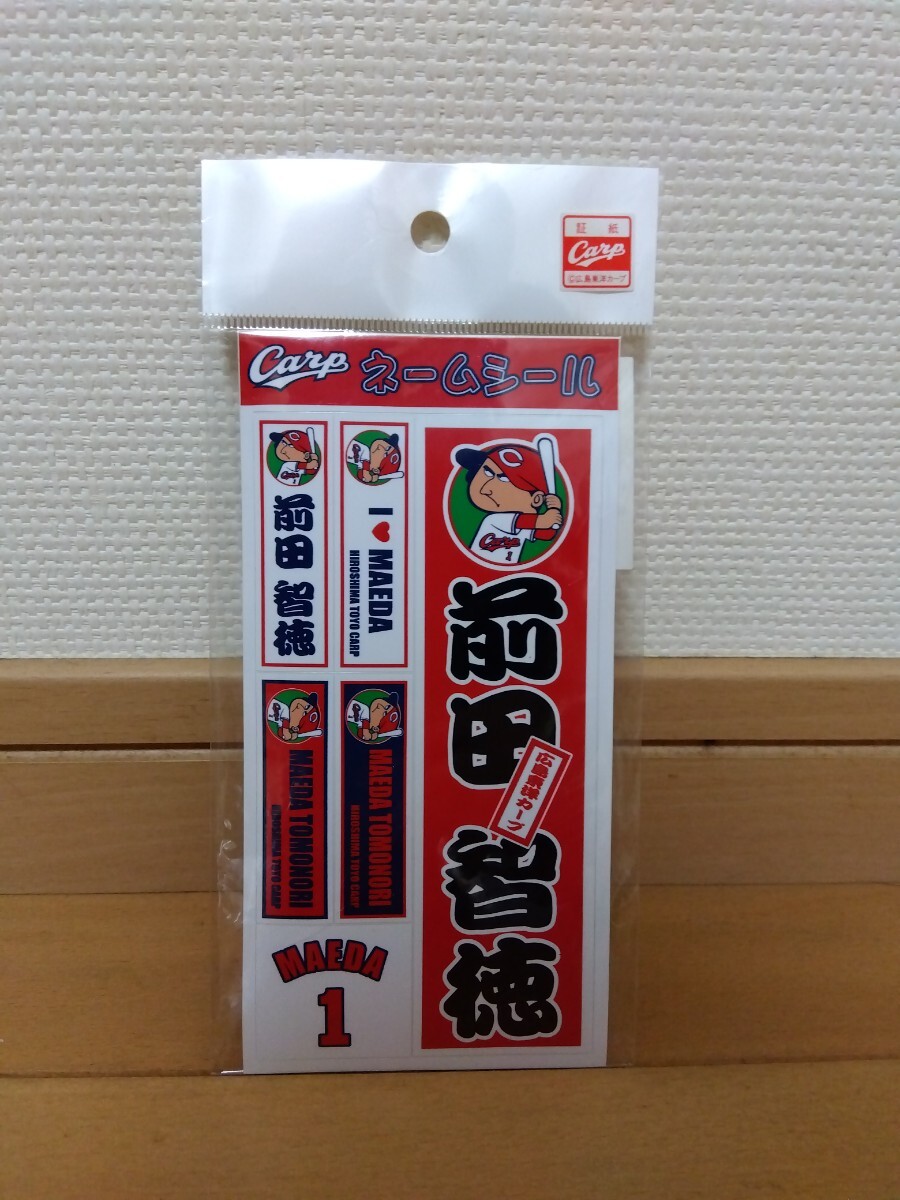 証紙
Carp
©広島東洋カープ
Carp ネームシール
前田智徳
I ♥ MAEDA
HIROSHIMA TOYO CARP
MAEDA TOMONORI
HIROSHIMA TOYO CARP
MAEDA TOMONORI
HIROSHIMA TOYO CARP
MAEDA
1
C
Carp
1
前田智徳
広島東洋カープ